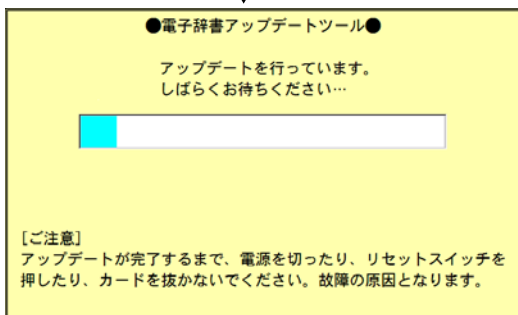 ●電子辞書アップデートツール●
アップデートを行っています。
しばらくお待ちください…
[ご注意]
アップデートが完了するまで、電源を切ったり、リセットスイッチを
押したり、カードを抜かないでください。故障の原因となります。